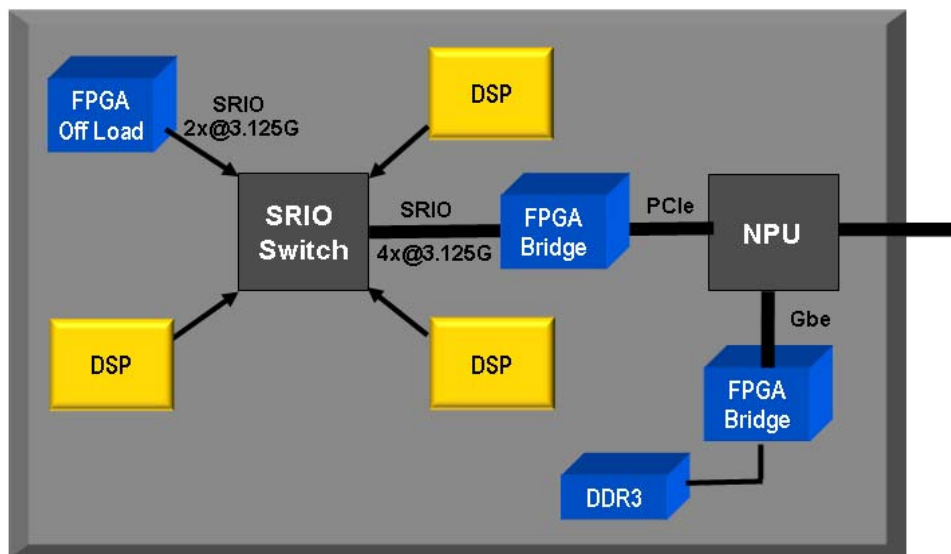 FPGA
Off Load
SRIO
2x@3.125G
DSP
SRIO
Switch
SRIO
4x@3.125G
FPGA
Bridge
PCIe
NPU
Gbe
DSP
DSP
FPGA
Bridge
DDR3